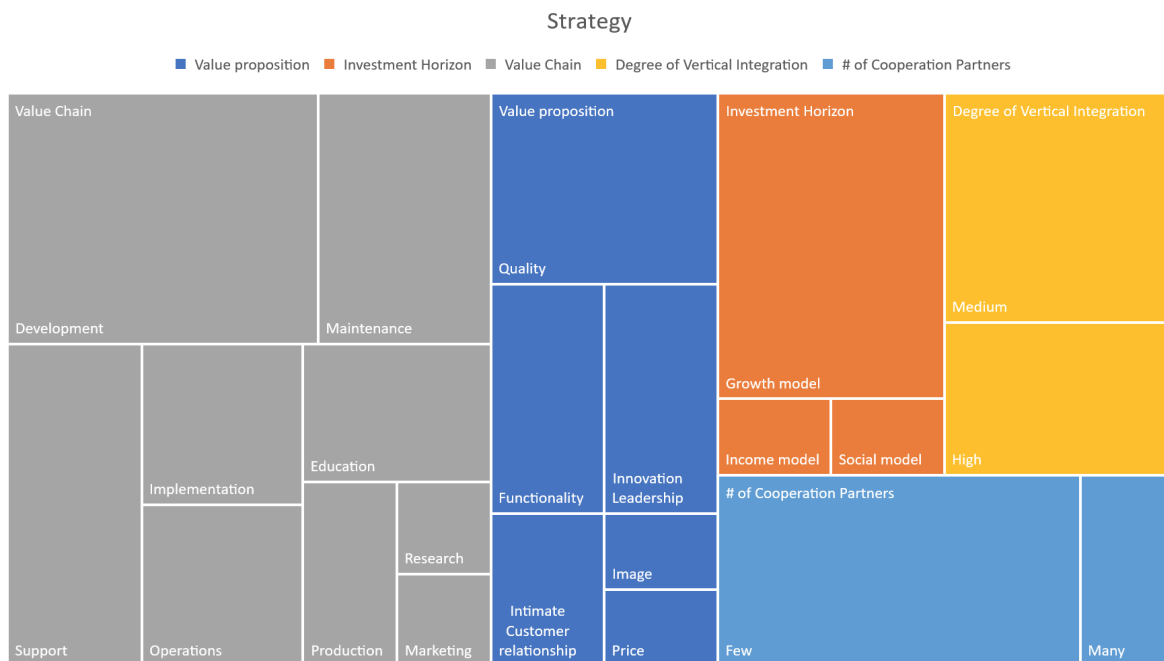 Strategy
Value proposition
Investment Horizon
Value Chain
Degree of Vertical Integration
# of Cooperation Partners
Value Chain
Development
Maintenance
Support
Implementation
Operations
Education
Production
Research
Marketing
Value proposition
Quality
Functionality
Innovation
Leadership
Intimate
Customer
relationship
Image
Price
Investment Horizon
Growth model
Income model
Social model
Degree of Vertical Integration
Medium
High
# of Cooperation Partners
Few
Many